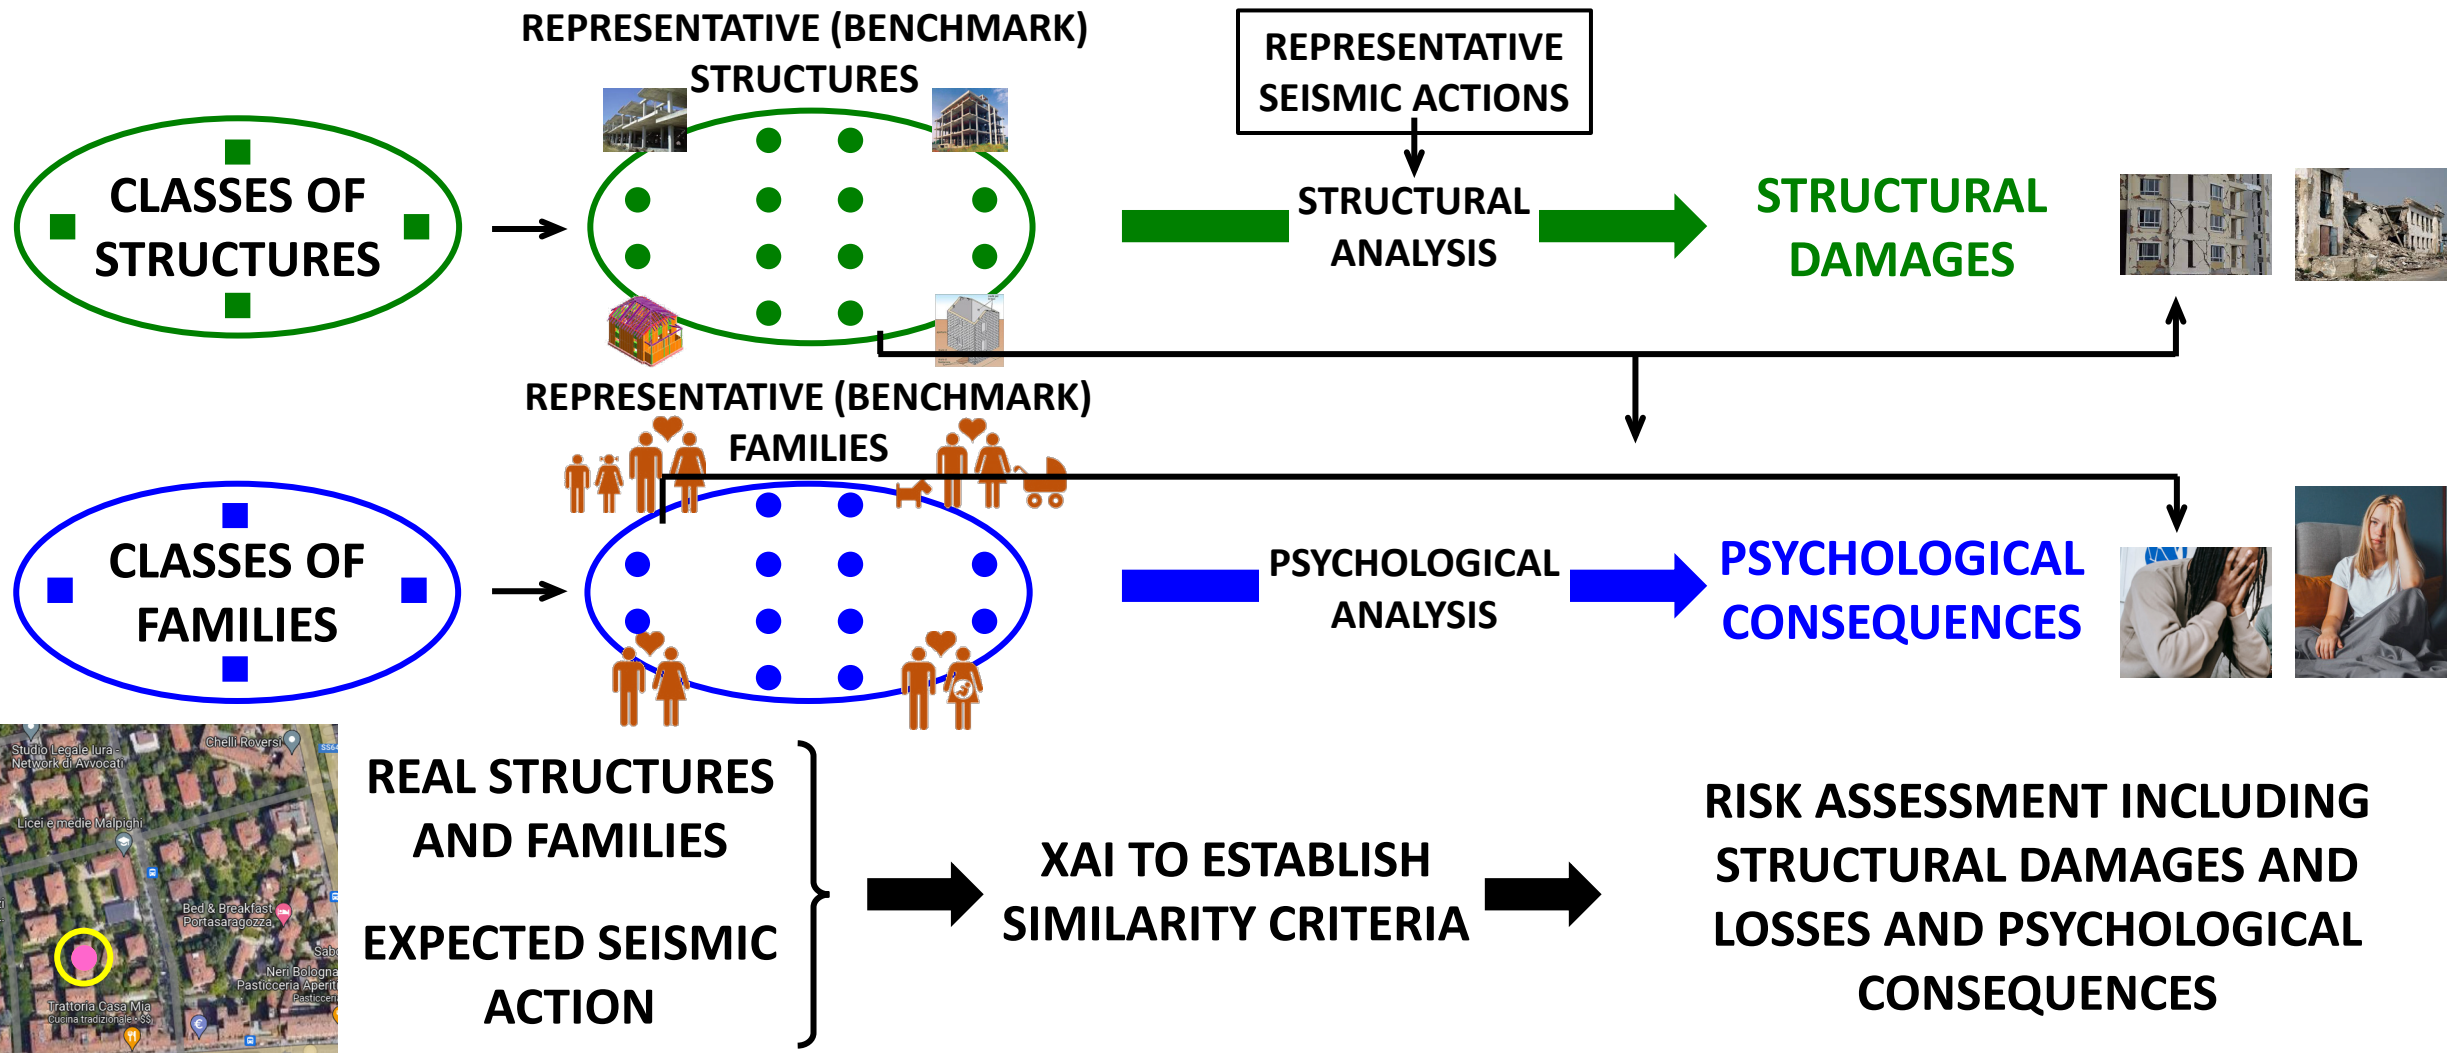 REPRESENTATIVE (BENCHMARK)
STRUCTURES
REPRESENTATIVE
SEISMIC ACTIONS
CLASSES OF
STRUCTURES
STRUCTURAL
ANALYSIS
STRUCTURAL
DAMAGES
REPRESENTATIVE (BENCHMARK)
FAMILIES
CLASSES OF
FAMILIES
PSYCHOLOGICAL
ANALYSIS
PSYCHOLOGICAL
CONSEQUENCES
Studio Legale Iura -
Network di Avvocati
Chelli Roversi
SS64
Licei e medie Malpighi
Bed & Breakfast
Portasaragozza
Neri Bologna
Pasticceria Aperiti
Trattoria Casa Mia
Cucina tradizionale • $$
REAL STRUCTURES
AND FAMILIES
EXPECTED SEISMIC
ACTION
XAI TO ESTABLISH
SIMILARITY CRITERIA
RISK ASSESSMENT INCLUDING
STRUCTURAL DAMAGES AND
LOSSES AND PSYCHOLOGICAL
CONSEQUENCES